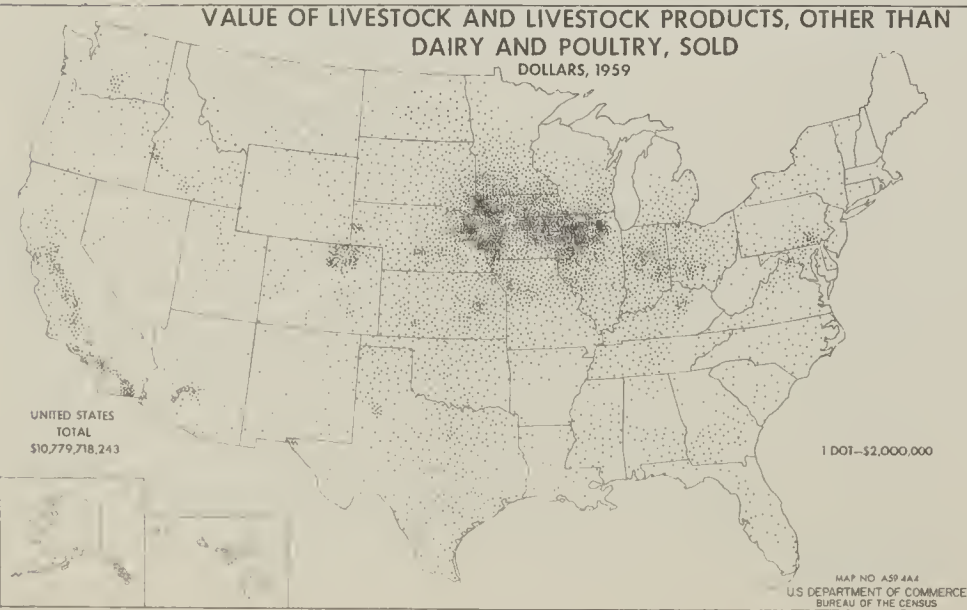 VALUE OF LIVESTOCK AND LIVESTOCK PRODUCTS, OTHER THAN
DAIRY AND POULTRY, SOLD
DOLLARS, 1959
UNITED STATES
TOTAL
$10,779,718,243
1 DOT—$2,000,000
MAP NO. A59-4A4
U.S DEPARTMENT OF COMMERCE
BUREAU OF THE CENSUS